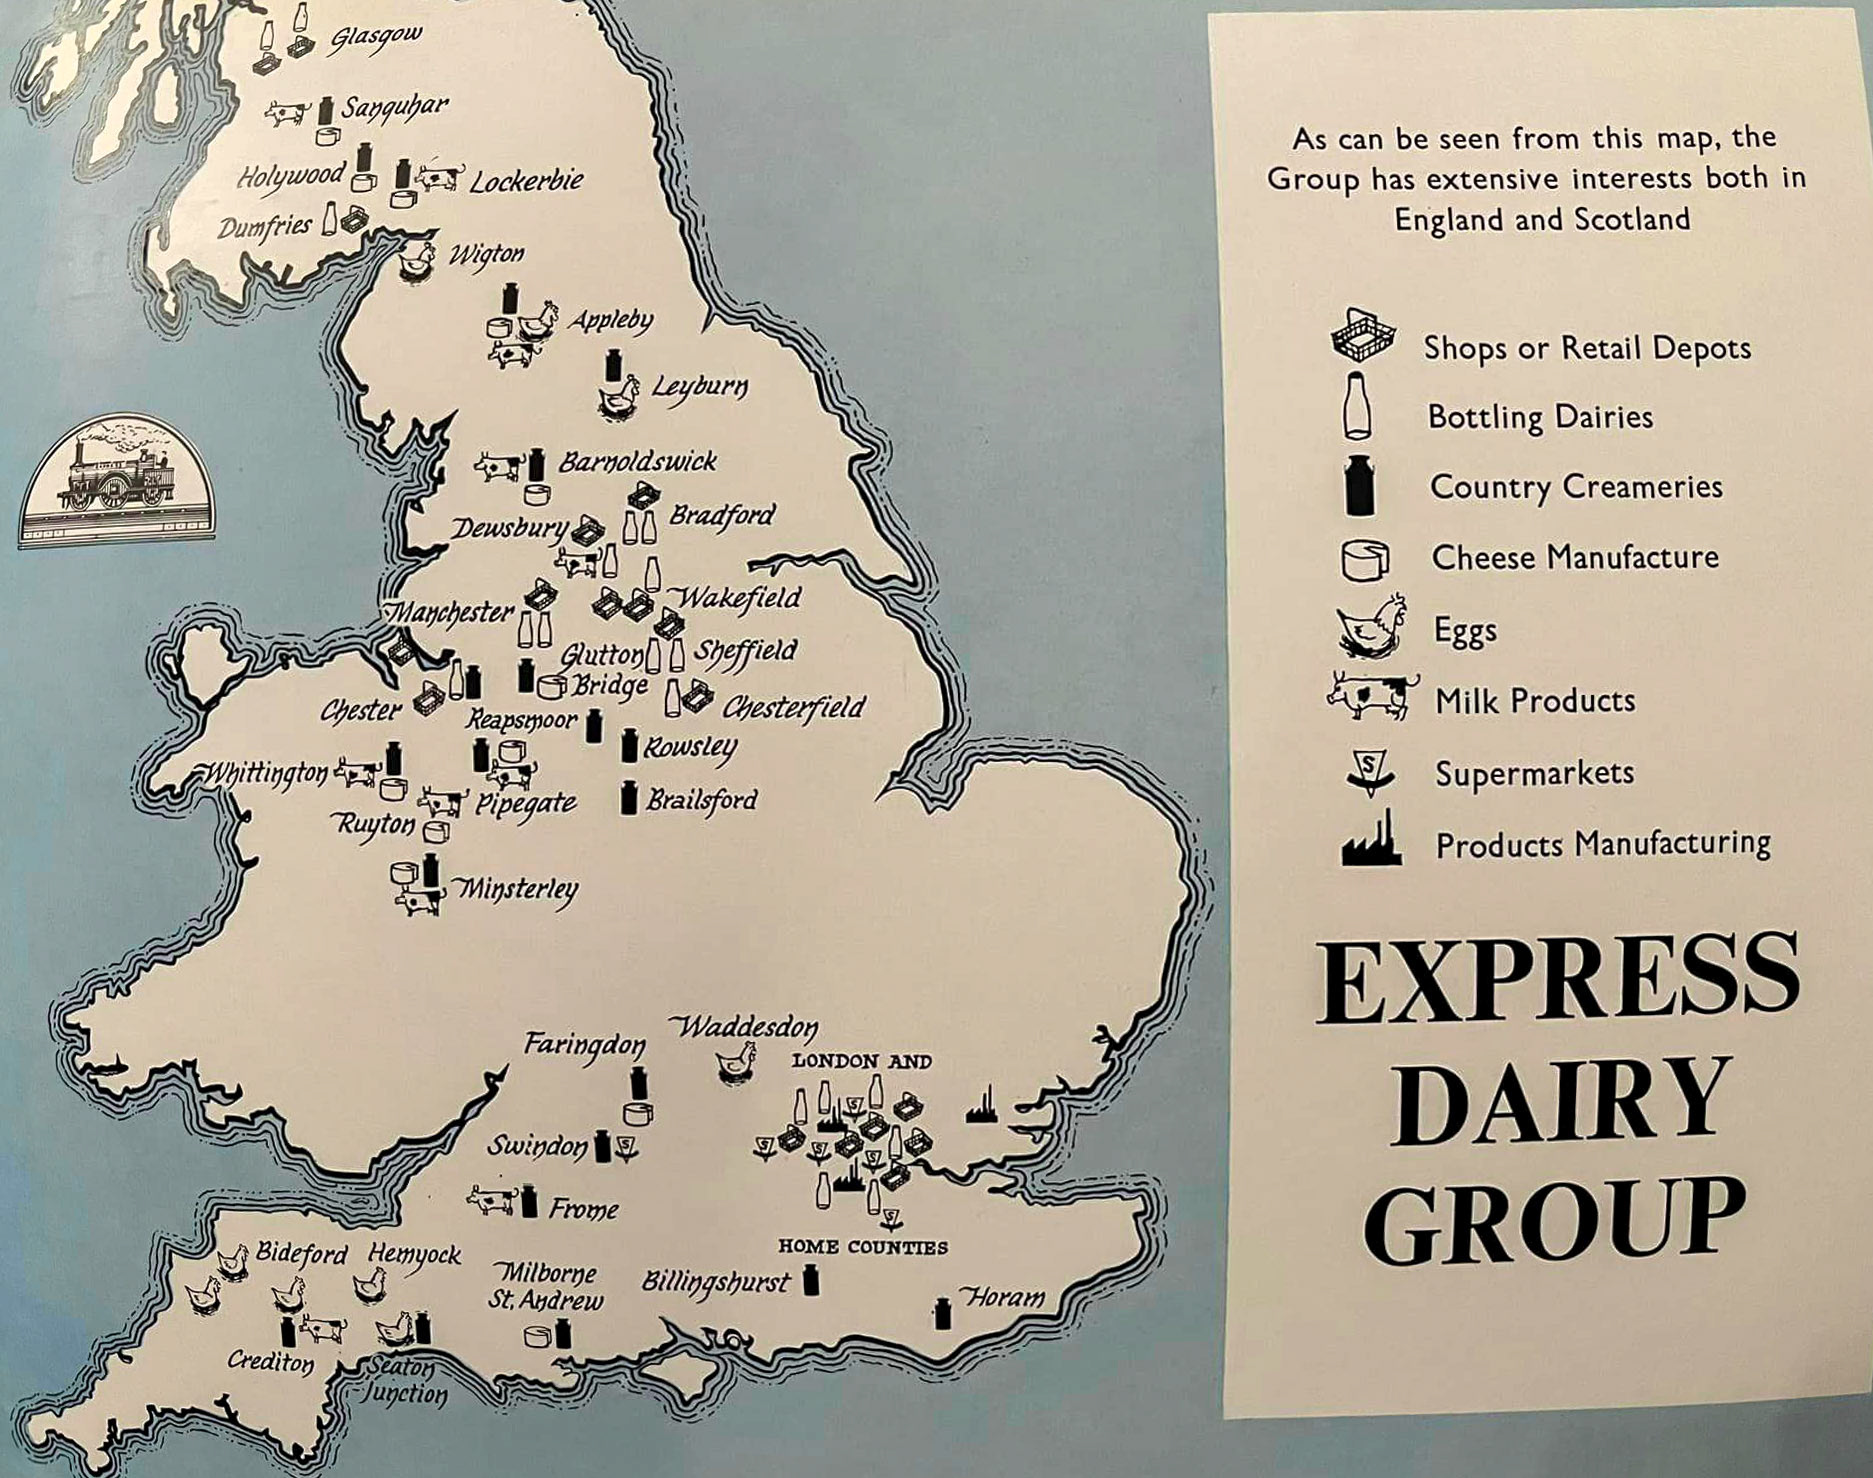 Glasgow
Sanquhar
Holywood
Lockerbie
Dumfries
Wigton
Appleby
Leyburn
Barnoldswick
Bradford
Dewsbury
Wakefield
Manchester
Glutton
Bridge
Sheffield
Chester
Chesterfield
Reapsmoor
Rowsley
Whittington
Pipegate
Brailsford
Ruyton
Minsterley
Waddesdon
Faringdon
LONDON AND
Swindon
S
S
S
S
S
Frome
S
HOME COUNTIES
Bideford
Hemyock
Milborne
St. Andrew
Billingshurst
Horam
Crediton
Seaton
Junction
As can be seen from this map, the
Group has extensive interests both in
England and Scotland
Shops or Retail Depots
Bottling Dairies
Country Creameries
Cheese Manufacture
Eggs
Milk Products
S
Supermarkets
Products Manufacturing
EXPRESS
DAIRY
GROUP